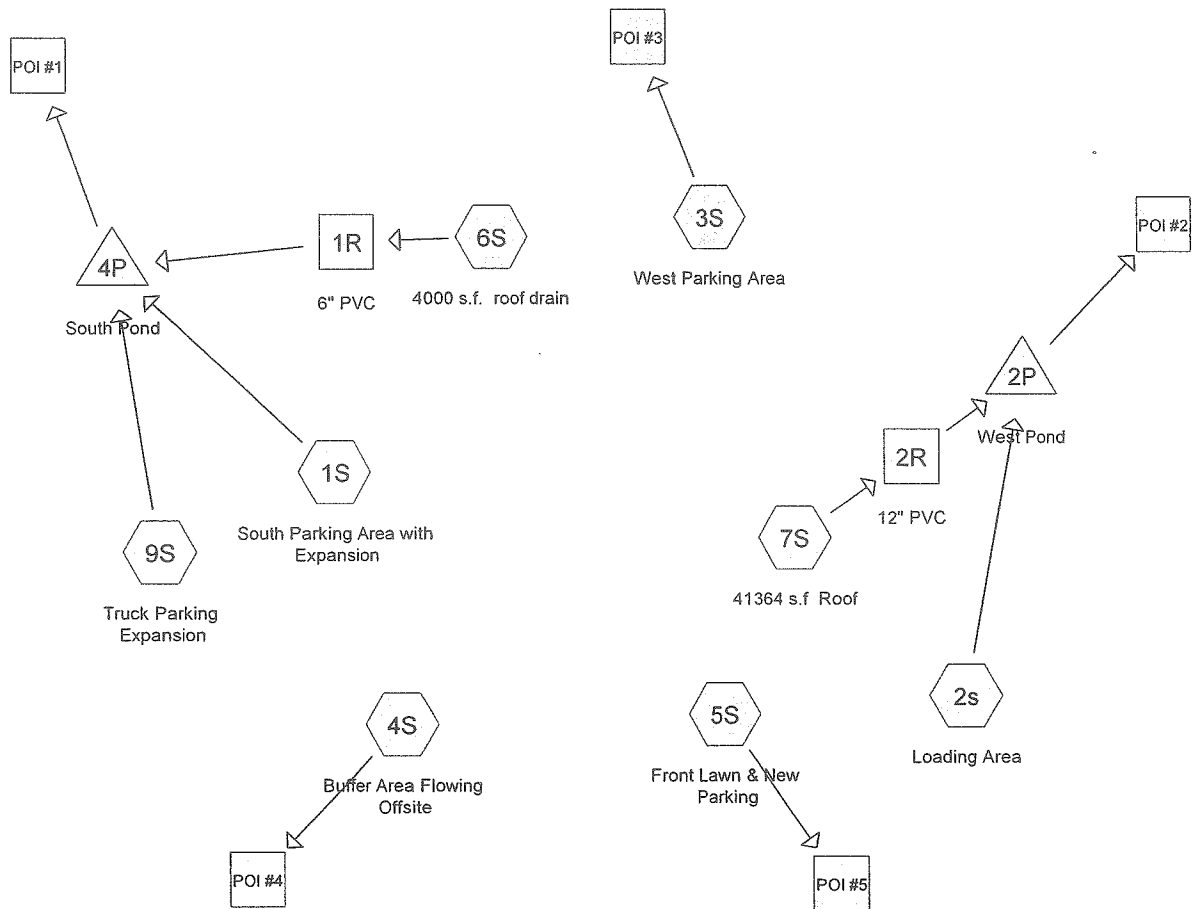 POI #1
POI #3
3S
West Parking Area
POI #2
4P
South Pond
1R
6" PVC
6S
4000 s.f. roof drain
2P
West Pond
2R
12" PVC
7S
41364 s.f Roof
1S
South Parking Area with
Expansion
9S
Truck Parking
Expansion
2s
Loading Area
4S
Buffer Area Flowing
Offsite
5S
Front Lawn & New
Parking
POI #4
POI #5